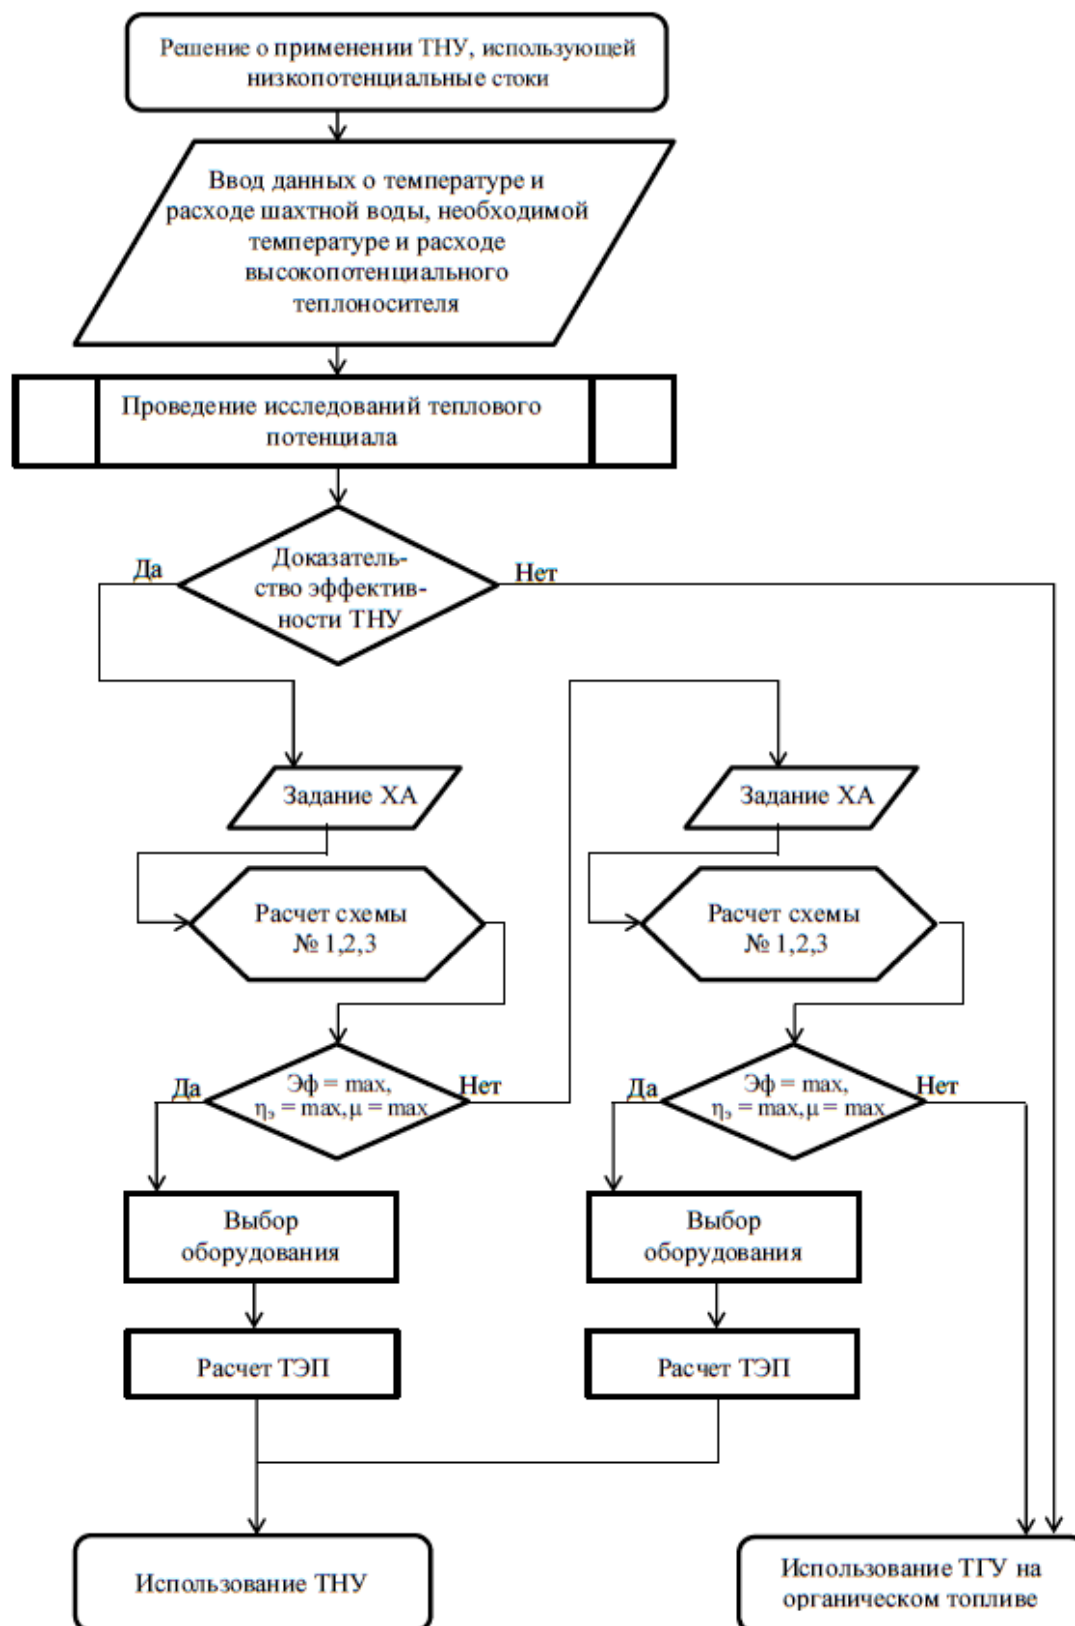 Решение о применении ТНУ, использующей
низкопотенциальные стоки
Ввод данных о температуре и
расходе шахтной воды, необходимой
температуре и расходе
высокопотенциального
теплоносителя
Проведение исследований теплового
потенциала
Да
Доказатель-
ство эффектив-
ности ТНУ
Нет
Задание ХА
Расчет схемы
№ 1,2,3
Да
Эф = max,
ηэ = max, μ = max
Нет
Выбор
оборудования
Расчет ТЭП
Задание ХА
Расчет схемы
№ 1,2,3
Да
Эф = max,
ηэ = max, μ = max
Нет
Выбор
оборудования
Расчет ТЭП
Использование ТНУ
Использование ТГУ на
органическом топливе